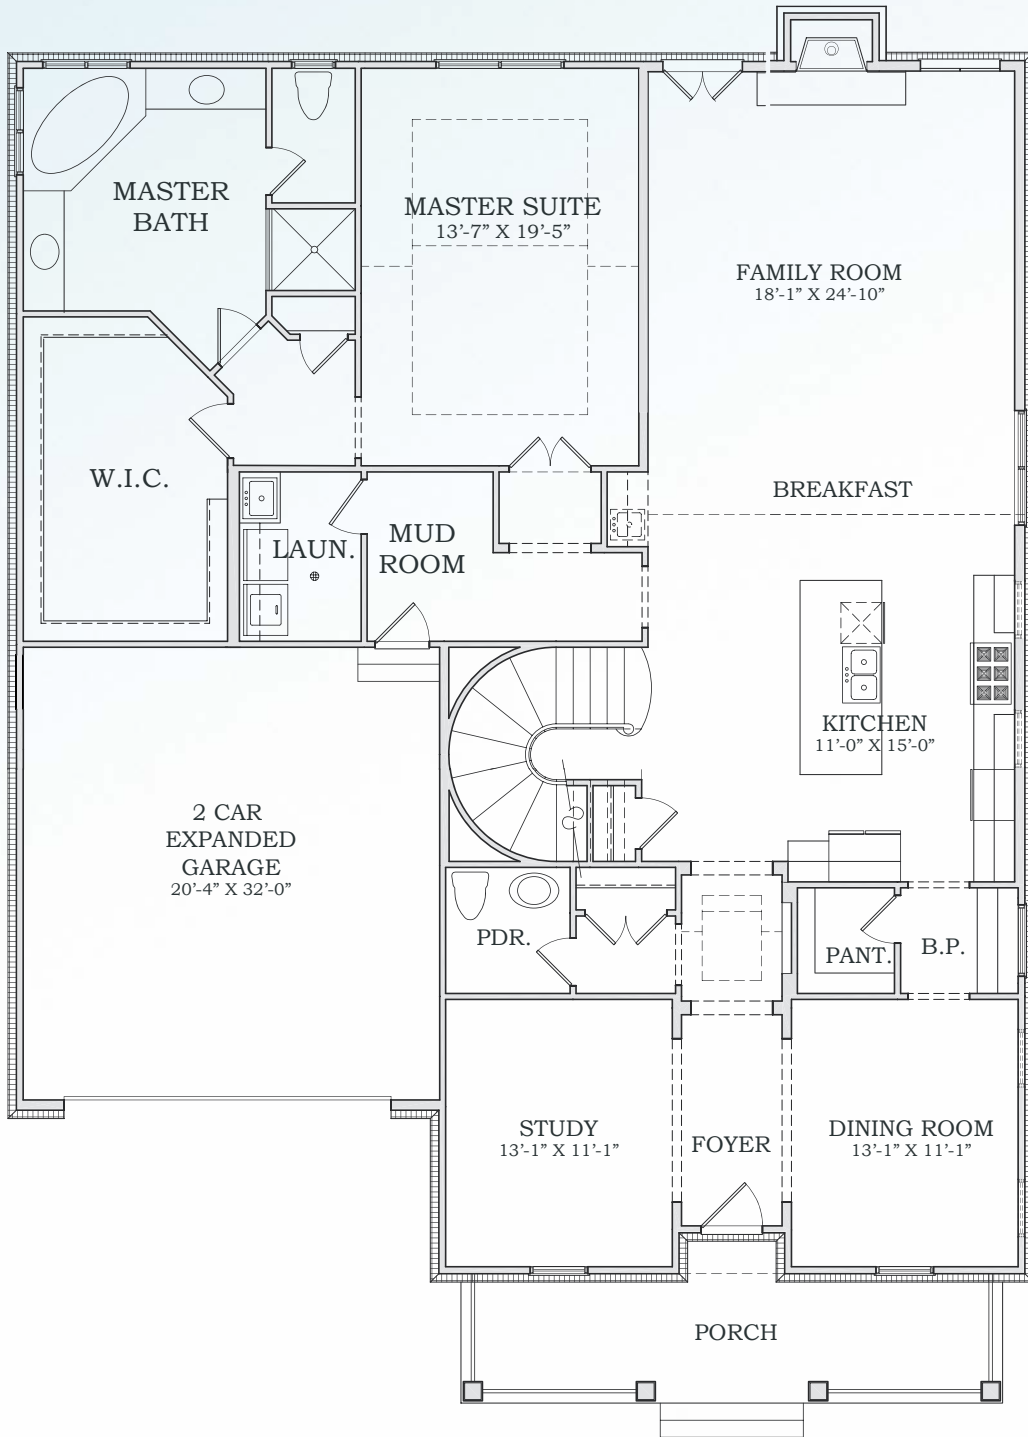 MASTER
BATH
MASTER SUITE
13'-7” X 19'-5”
FAMILY ROOM
18'-1” X 24'-10”
W.I.C.
BREAKFAST
LAUN.
MUD
ROOM
KITCHEN
11'-0” X 15'-0”
2 CAR
EXPANDED
GARAGE
20'-4” X 32'-0”
PDR.
PANT.
B.P.
STUDY
13'-1” X 11'-1”
FOYER
DINING ROOM
13'-1” X 11'-1”
PORCH